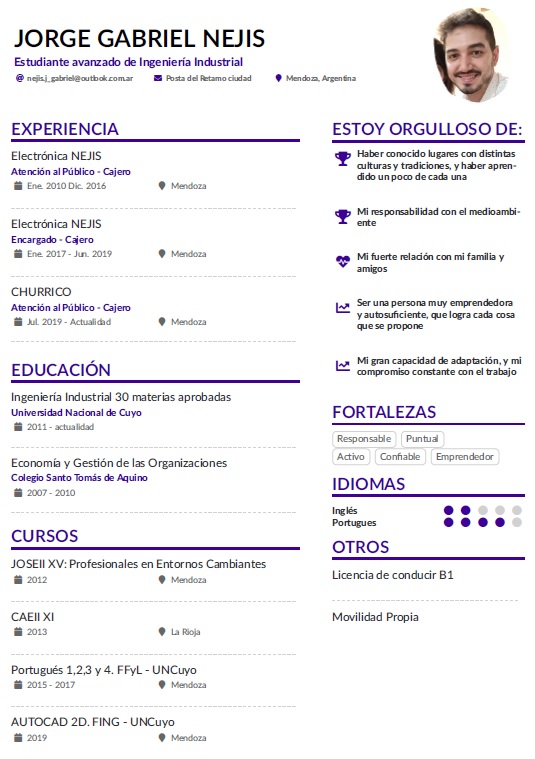 JORGE GABRIEL NEJIS
Estudiante avanzado de Ingeniería Industrial
nejis.j_gabriel@outlook.com.ar Posta del Retamo ciudad Mendoza, Argentina
EXPERIENCIA
Electrónica NEJIS
Atención al Público - Cajero
Ene. 2010 Dic. 2016 Mendoza
Electrónica NEJIS
Encargado - Cajero
Ene. 2017 - Jun. 2019 Mendoza
CHURRICO
Atención al Público - Cajero
Jul. 2019 - Actualidad Mendoza
EDUCACIÓN
Ingeniería Industrial 30 materias aprobadas
Universidad Nacional de Cuyo
2011 - actualidad
Economía y Gestión de las Organizaciones
Colegio Santo Tomás de Aquino
2007 - 2010
CURSOS
JOSEII XV: Profesionales en Entornos Cambiantes
2012 Mendoza
CAEII XI
2013 La Rioja
Portugués 1,2,3 y 4. FFyL - UNCuyo
2015 - 2017 Mendoza
AUTOCAD 2D. FING - UNCuyo
2019 Mendoza
ESTOY ORGULLOSO DE:
Haber conocido lugares con distintas
culturas y tradiciones, y haber apren-
dido un poco de cada una
Mi responsabilidad con el medioambi-
ente
Mi fuerte relación con mi familia y
amigos
Ser una persona muy emprendedora
y autosuficiente, que logra cada cosa
que se propone
Mi gran capacidad de adaptación, y mi
compromiso constante con el trabajo
FORTALEZAS
Responsable Puntual
Activo Confiable Emprendedor
IDIOMAS
Inglés
Portugues
OTROS
Licencia de conducir B1
Movilidad Propia